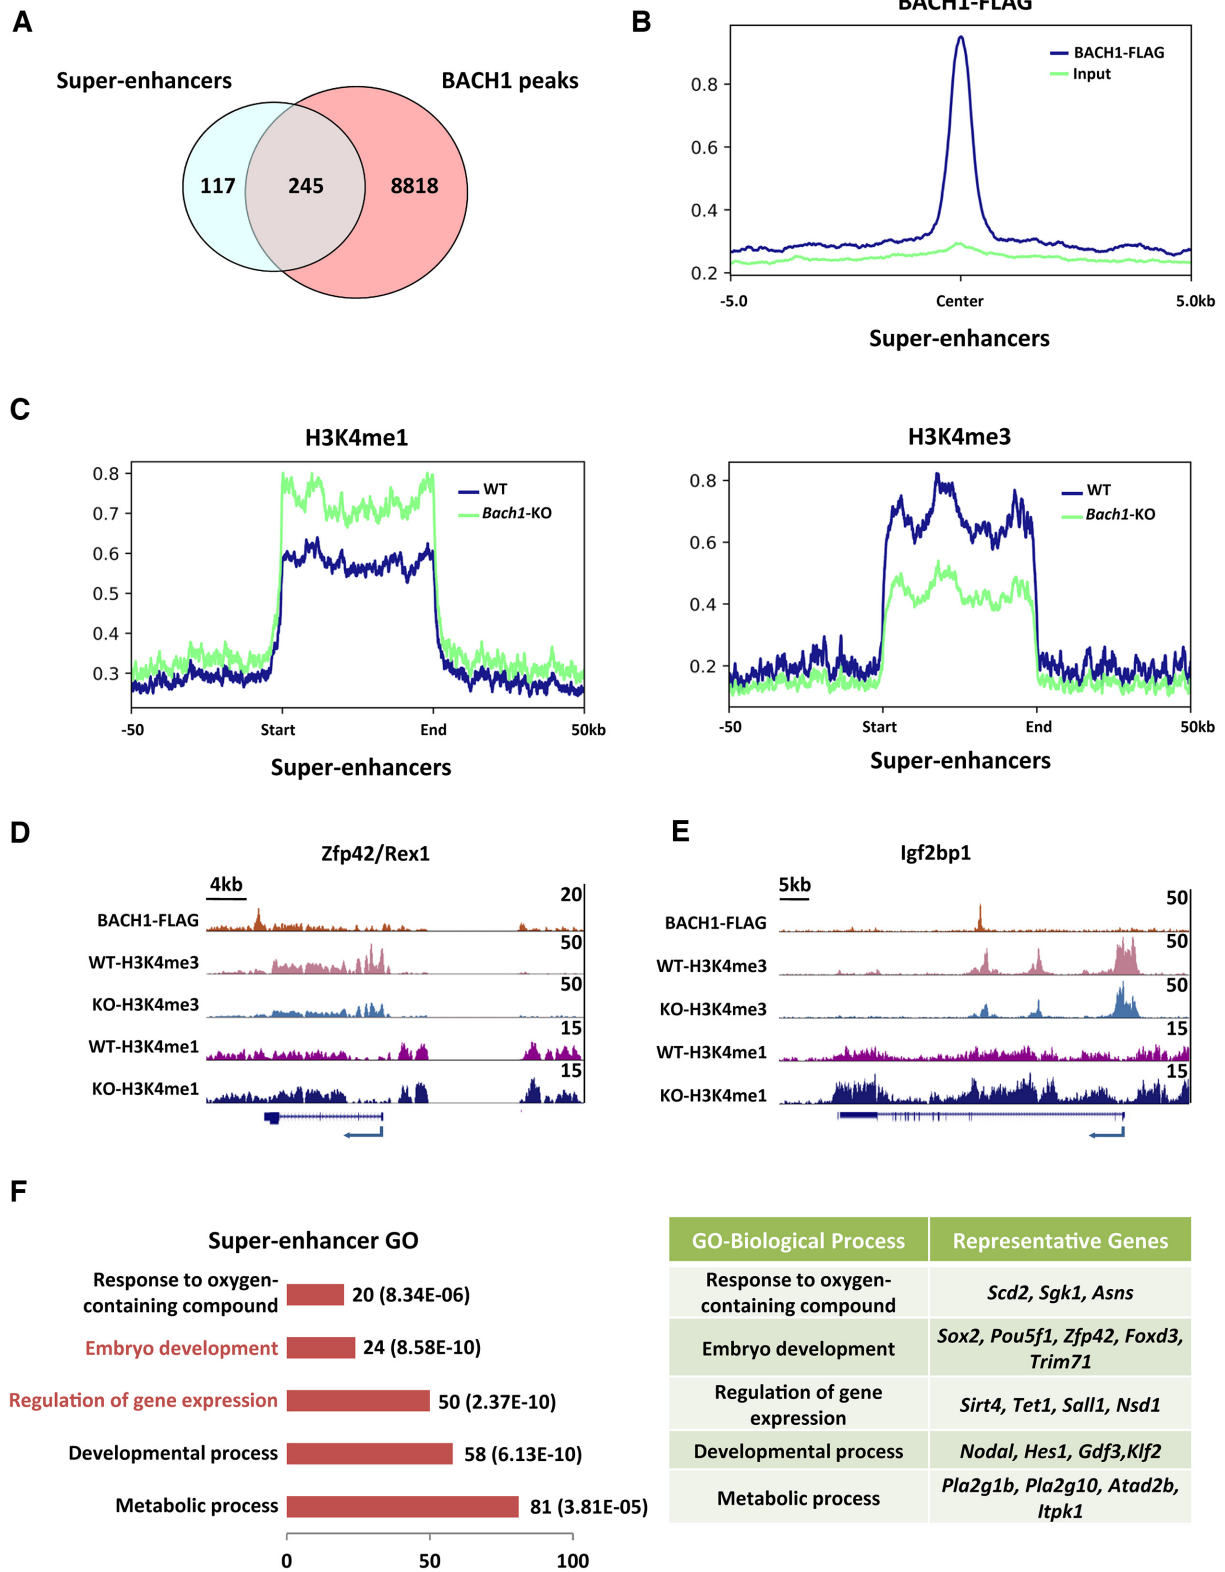 A
Super-enhancers
BACH1 peaks
117
245
8818
B
BACH1-FLAG
BACH1-FLAG
Input
0.8
0.6
0.4
0.2
-5.0
Center
5.0kb
Super-enhancers
C
H3K4me1
WT
Bach1-KO
0.8
0.7
0.6
0.5
0.4
0.3
-50
Start
End
50kb
Super-enhancers
H3K4me3
WT
Bach1-KO
0.8
0.6
0.4
0.2
-50
Start
End
50kb
Super-enhancers
D
Zfp42/Rex1
4kb
20
BACH1-FLAG
50
WT-H3K4me3
50
KO-H3K4me3
15
WT-H3K4me1
15
KO-H3K4me1
E
Igf2bp1
5kb
50
BACH1-FLAG
50
WT-H3K4me3
50
KO-H3K4me3
15
WT-H3K4me1
15
KO-H3K4me1
F
Super-enhancer GO
Response to oxygen-
containing compound
20 (8.34E-06)
Embryo development
24 (8.58E-10)
Regulation of gene expression
50 (2.37E-10)
Developmental process
58 (6.13E-10)
Metabolic process
81 (3.81E-05)
0
50
100
GO-Biological Process
Representative Genes
Response to oxygen-
containing compound
Scd2, Sgk1, Asns
Embryo development
Sox2, Pou5f1, Zfp42, Foxd3,
Trim71
Regulation of gene
expression
Sirt4, Tet1, Sall1, Nsd1
Developmental process
Nodal, Hes1, Gdf3,Klf2
Metabolic process
Pla2g1b, Pla2g10, Atad2b,
Itpk1